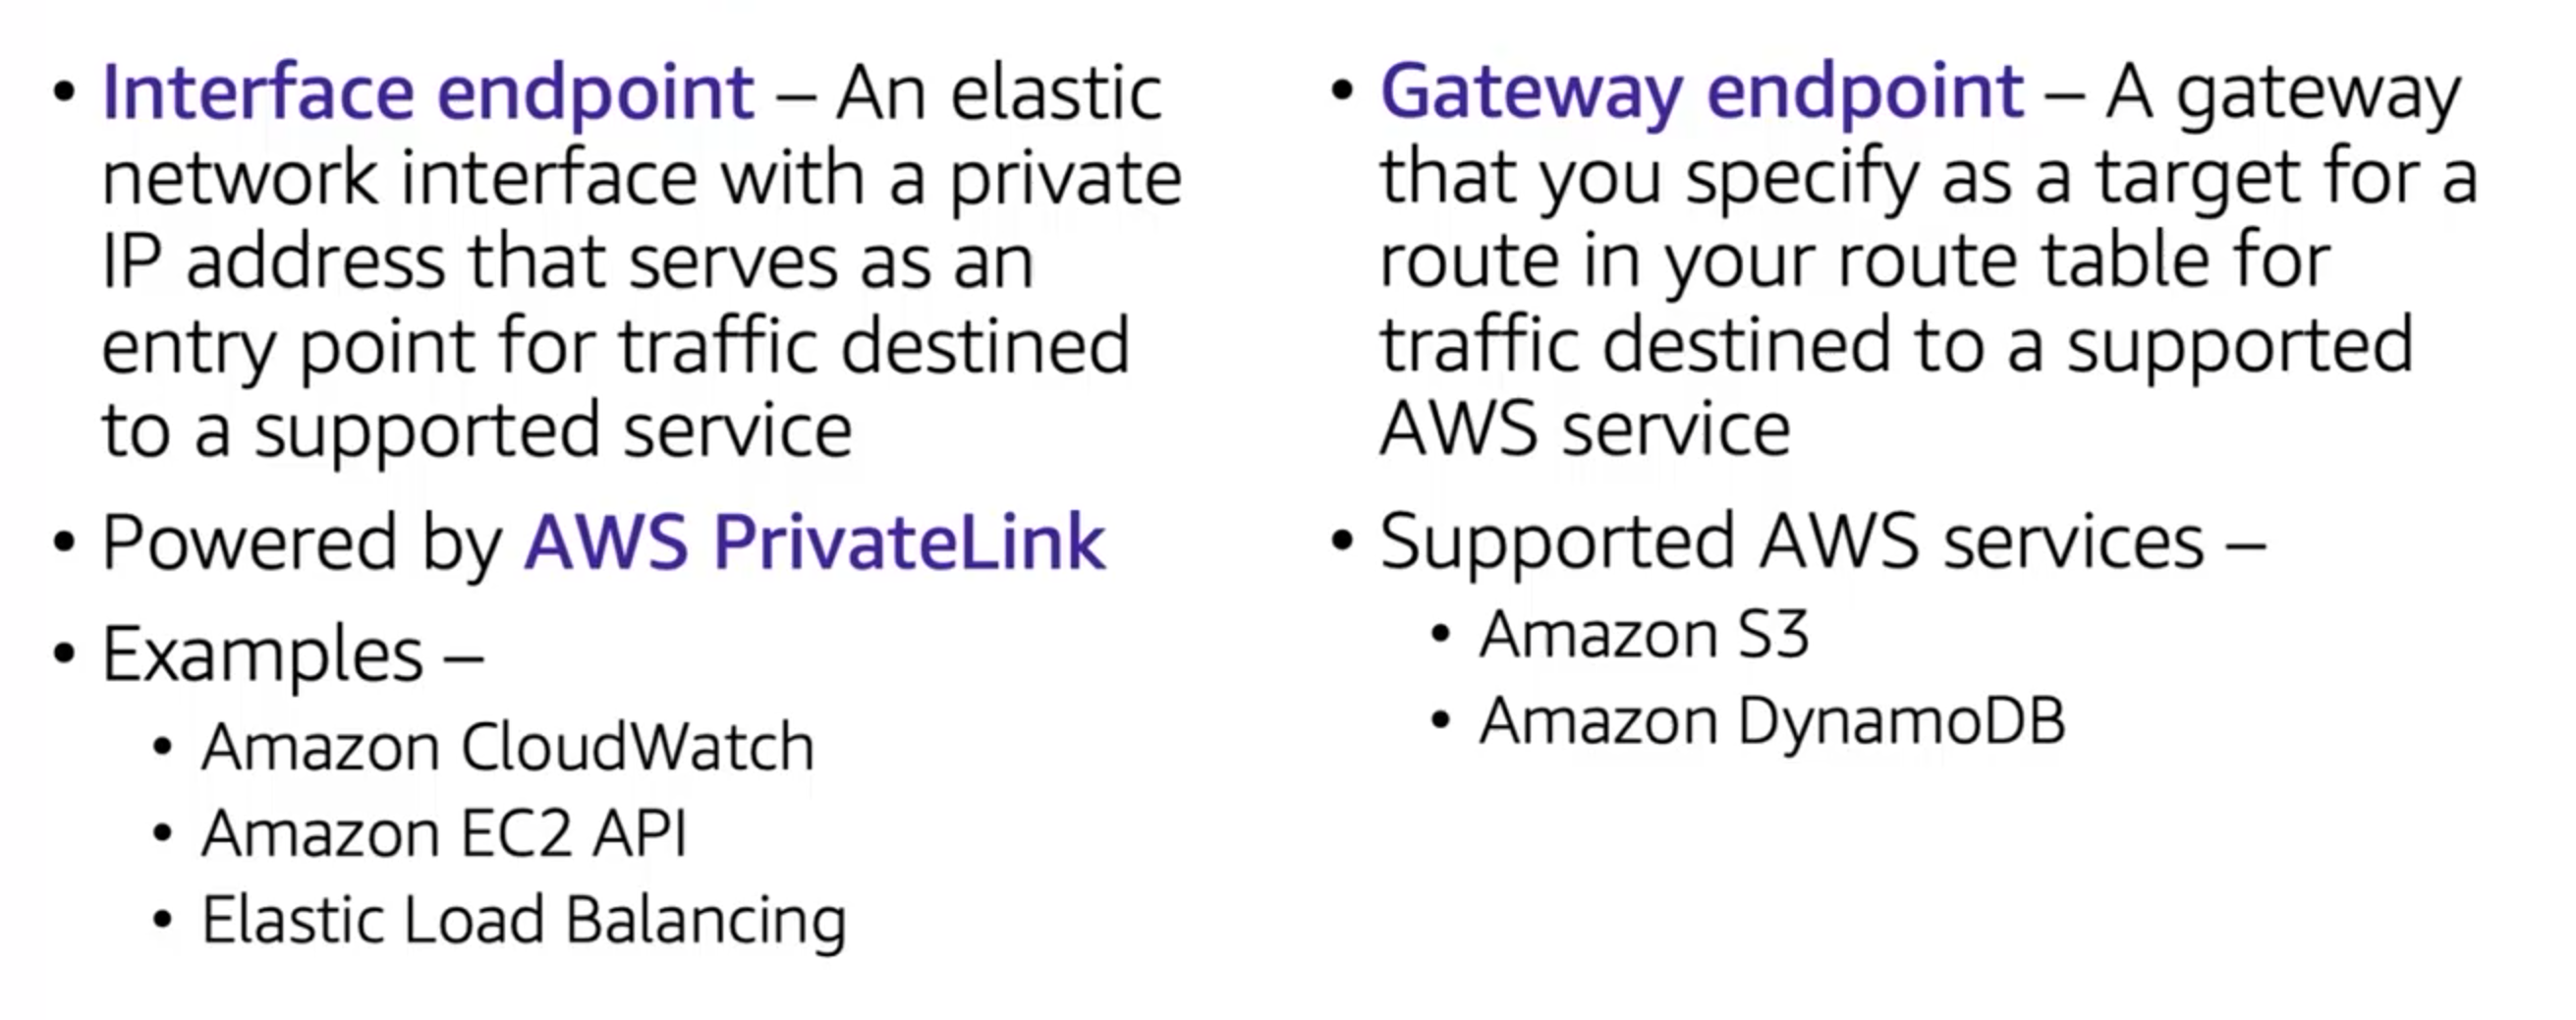 • Interface endpoint – An elastic
network interface with a private
IP address that serves as an
entry point for traffic destined
to a supported service
• Powered by AWS PrivateLink
• Examples –
• Amazon CloudWatch
• Amazon EC2 API
• Elastic Load Balancing
• Gateway endpoint – A gateway
that you specify as a target for a
route in your route table for
traffic destined to a supported
AWS service
• Supported AWS services –
• Amazon S3
• Amazon DynamoDB